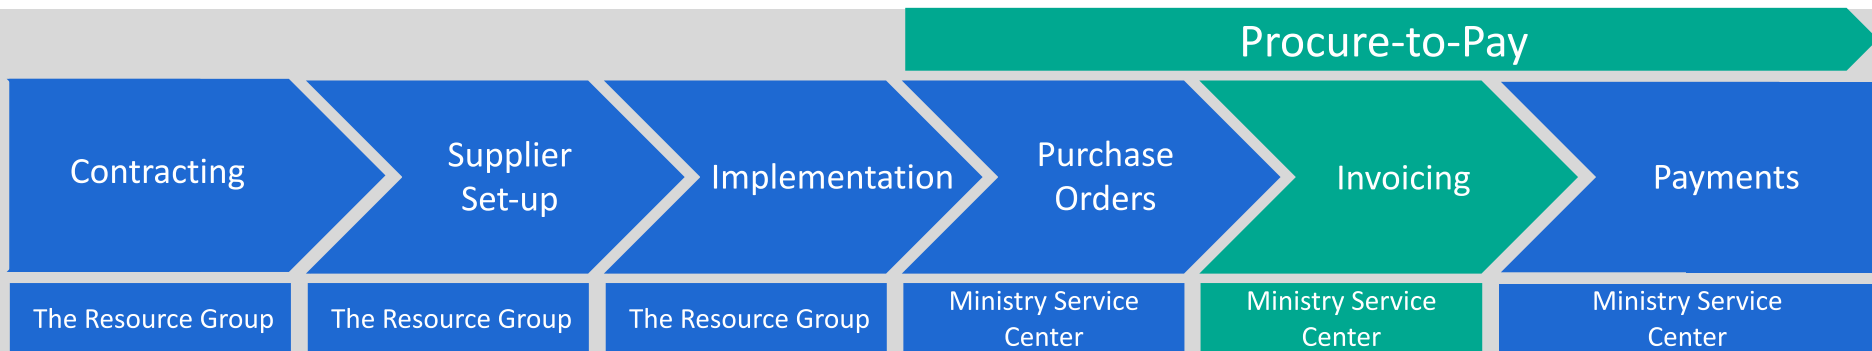 Procure-to-Pay
Contracting
Supplier
Set-up
Implementation
Purchase
Orders
Invoicing
Payments
The Resource Group
The Resource Group
The Resource Group
Ministry Service
Center
Ministry Service
Center
Ministry Service
Center